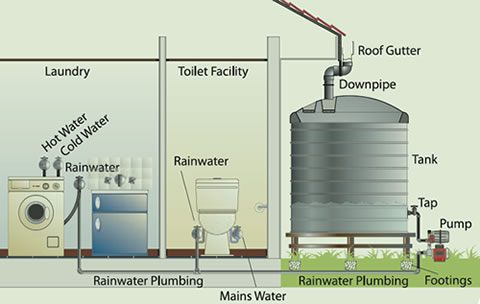 Roof Gutter
Laundry
Toilet Facility
Downpipe
Hot Water
Cold Water
Rainwater
Rainwater
Tank
Tap
Pump
Rainwater Plumbing
Rainwater Plumbing
Footings
Mains Water